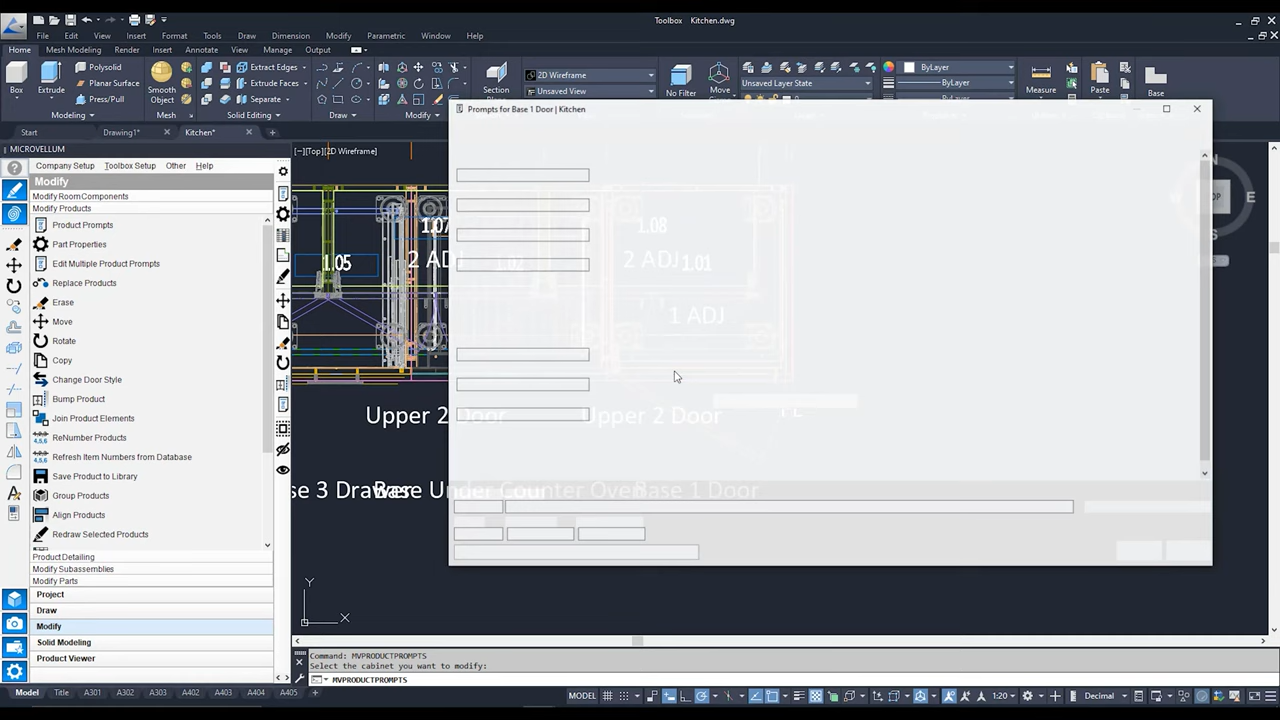 Toolbox Kitchen.dwg
File Edit View Insert Format Tools Draw Dimension Modify Parametric Window Help
Home Mesh Modeling Render Insert Annotate View Manage Output
Box
Extrude
Polysolid
Planar Surface
Press/Pull
Modeling
Smooth
Object
Mesh
Extract Edges
Extrude Faces
Separate
Solid Editing
Draw
Modify
Section
2D Wireframe
Unsaved View
No Filter
Move
Unsaved Layer State
ByLayer
ByLayer
ByLayer
Measure
Paste
Base
Start Drawing1* Kitchen*
MICROVELLUM
Company Setup Toolbox Setup Other Help
Modify
Modify RoomComponents
Modify Products
Product Prompts
Part Properties
Edit Multiple Product Prompts
Replace Products
Erase
Move
Rotate
Copy
Change Door Style
Bump Product
Join Product Elements
ReNumber Products
Refresh Item Numbers from Database
Save Product to Library
Group Products
Align Products
Redraw Selected Products
Product Detailing
Modify Subassemblies
Modify Parts
Project
Draw
Modify
Solid Modeling
Product Viewer
[−][Top][2D Wireframe]
Prompts for Base 1 Door | Kitchen
1.05
1.07
2 ADJ
1.02
1.08
2 ADJ
1.01
1 ADJ
Upper 2 Door
Upper 2 Door
se 3 Drawer
Base Under Counter Oven
Base 1 Door
Y
X
N
E
S
OP
Command: MVPRODUCTPROMPTS
Select the cabinet you want to modify:
MVPRODUCTPROMPTS
Model Title A301 A302 A303 A402 A403 A404 A405
MODEL 1:20 Decimal